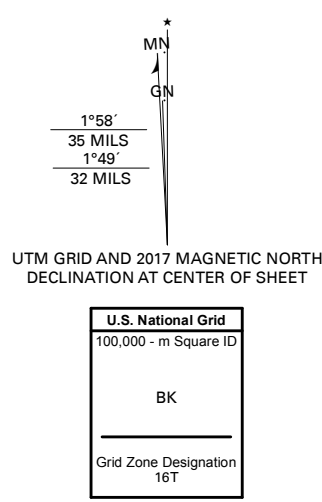 MN
GN
1°58´
35 MILS
1°49´
32 MILS
UTM GRID AND 2017 MAGNETIC NORTH
DECLINATION AT CENTER OF SHEET
U.S. National Grid
100,000 - m Square ID
BK
Grid Zone Designation
16T